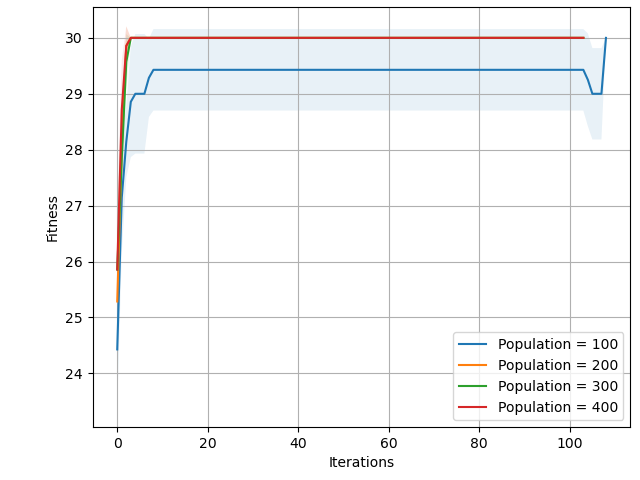 30
29
28
27
26
25
24
Fitness
0
20
40
60
80
100
Iterations
Population = 100
Population = 200
Population = 300
Population = 400